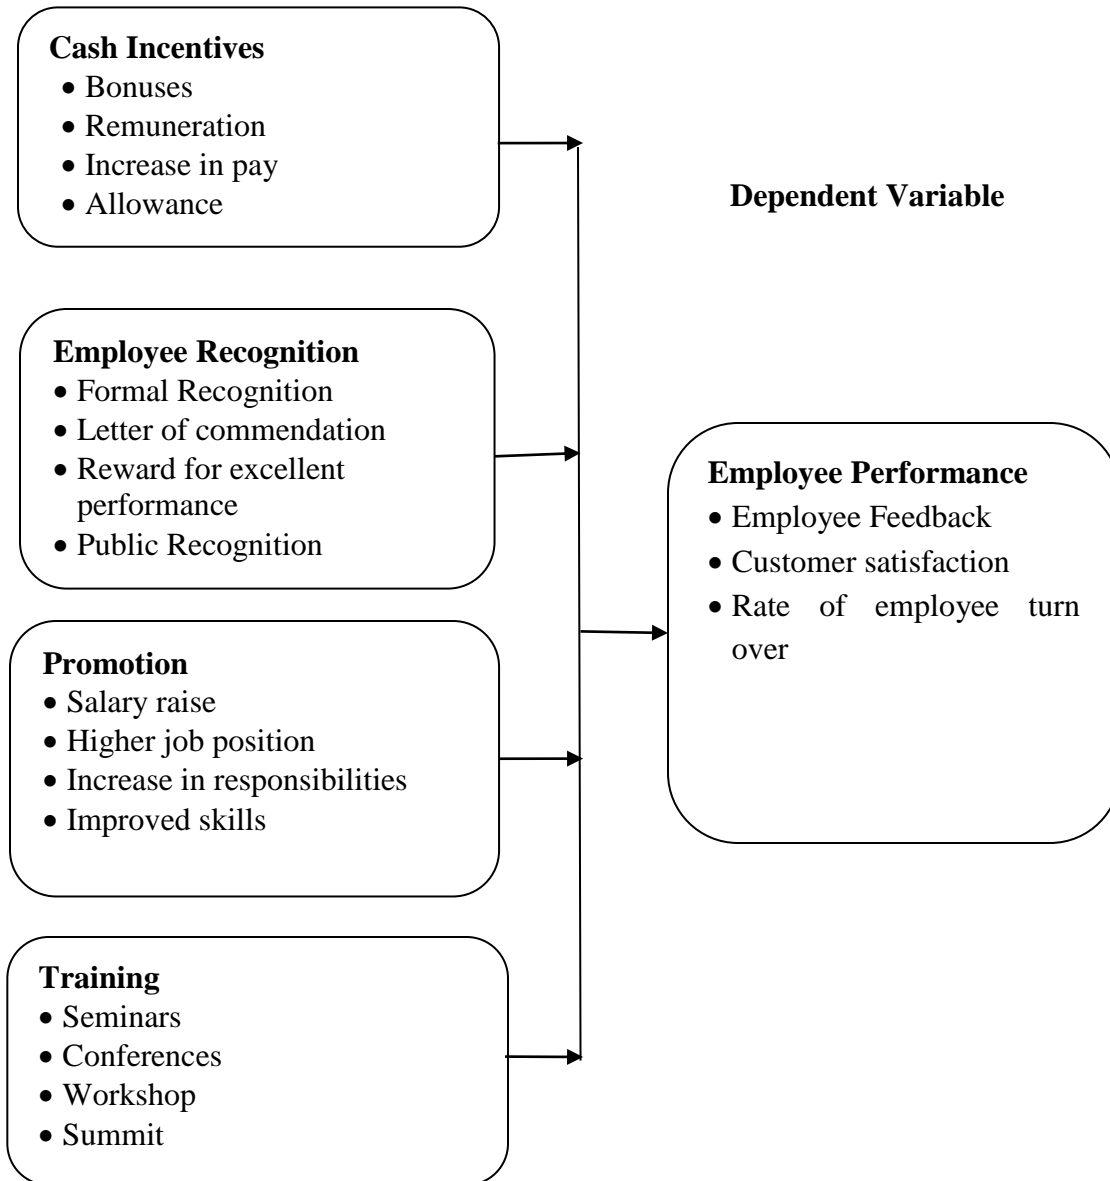 Cash Incentives
• Bonuses
• Remuneration
• Increase in pay
• Allowance
Dependent Variable
Employee Recognition
• Formal Recognition
• Letter of commendation
• Reward for excellent
performance
• Public Recognition
Employee Performance
• Employee Feedback
• Customer satisfaction
• Rate of employee turn
over
Promotion
• Salary raise
• Higher job position
• Increase in responsibilities
• Improved skills
Training
• Seminars
• Conferences
• Workshop
• Summit